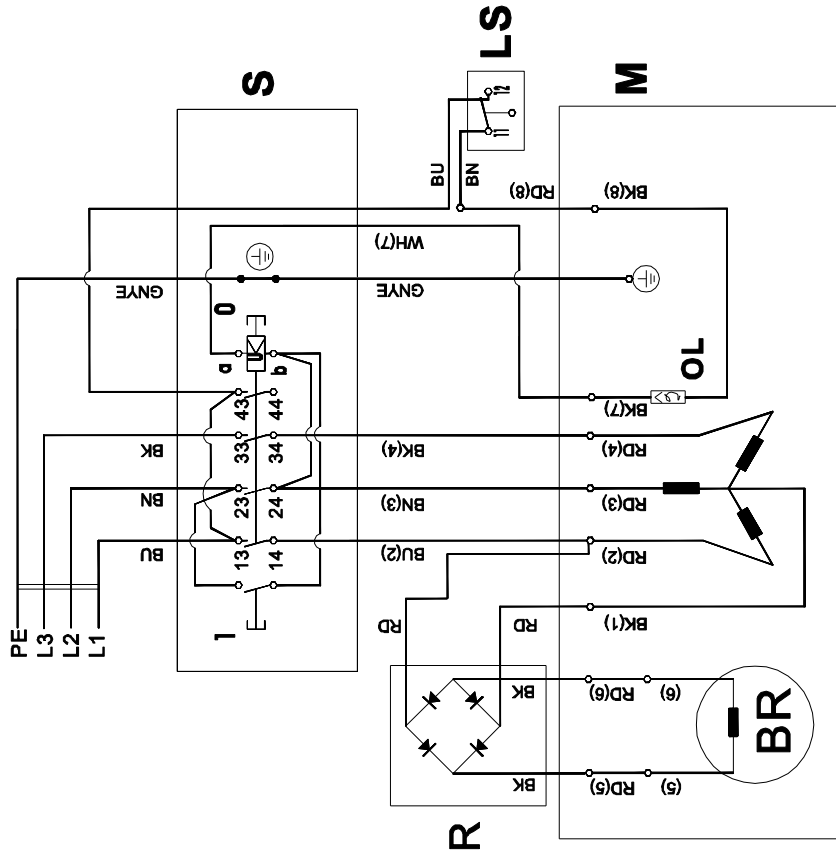 PE
L3
L2
L1
GNYE
BK
BN
BU
S
0
a
b
U
43
44
33
34
23
24
13
14
1
LS
11
12
BU
BN
GNYE
WH(7)
RD(8)
BK(8)
M
OL
BK(7)
BK(4)
RD(4)
BN(3)
RD(3)
BU(2)
RD(2)
RD
RD
BK(1)
R
BK
RD(6)
(6)
BK
RD(5)
(5)
BR